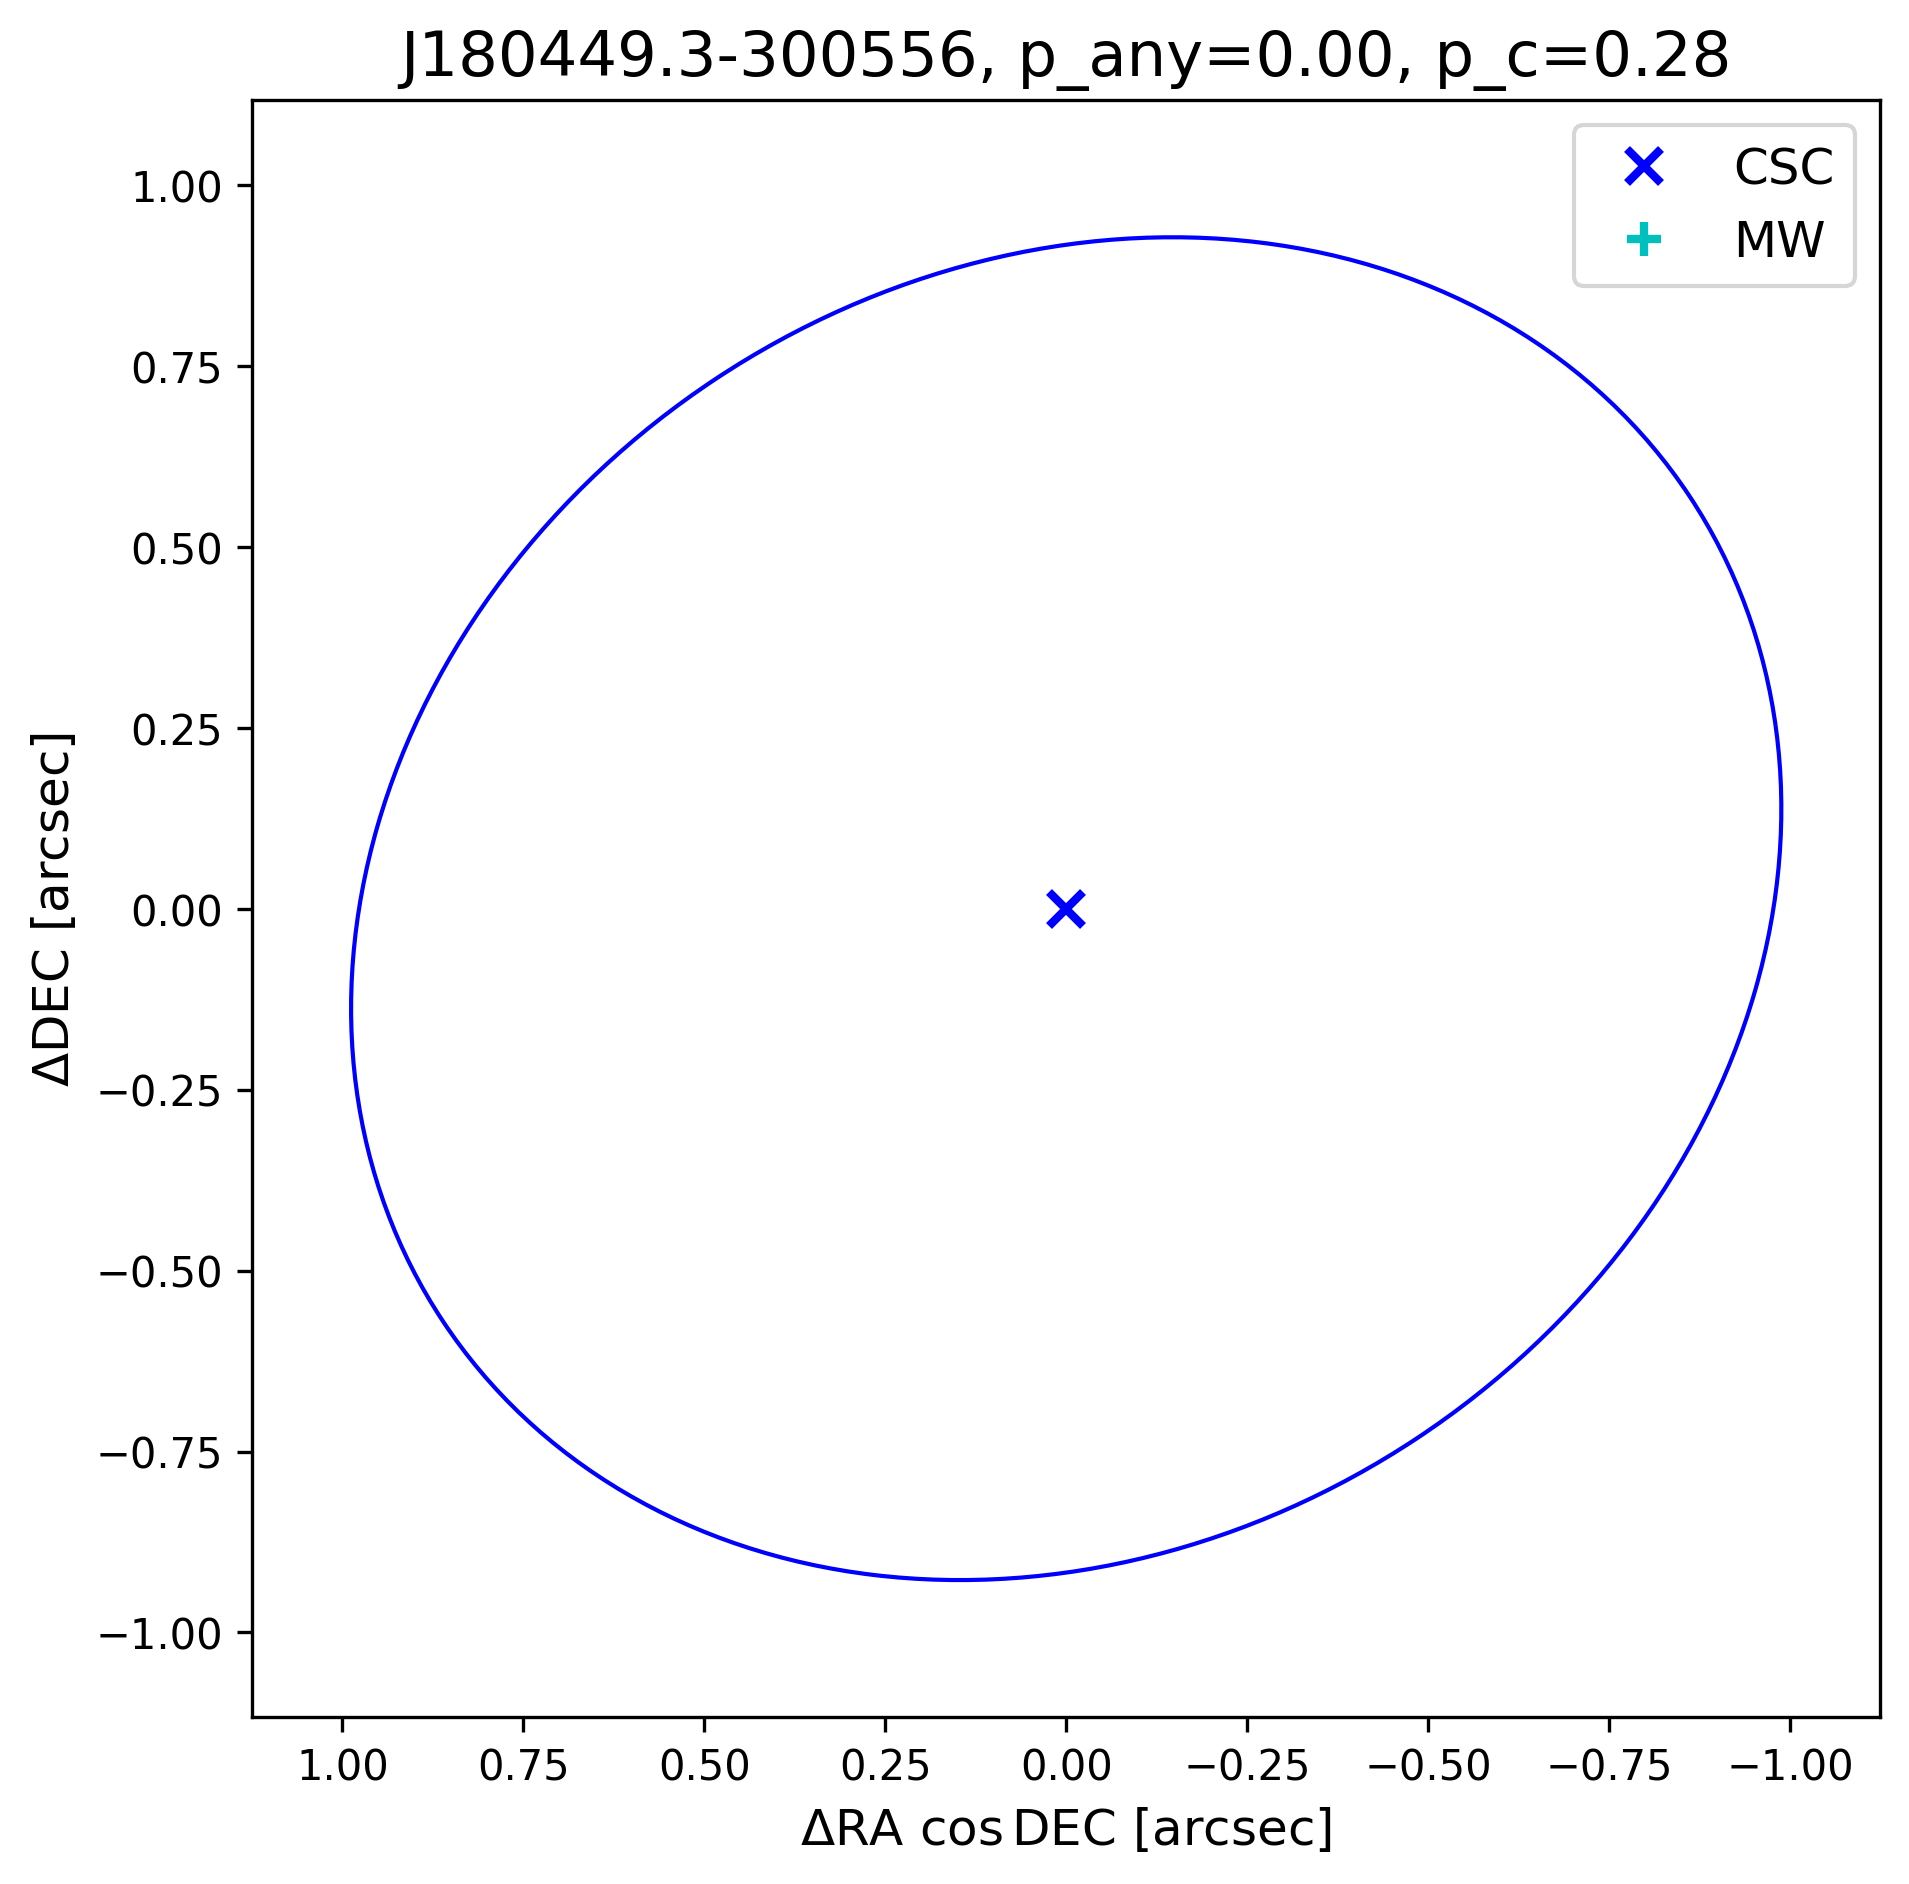 J180449.3-300556, p_any=0.00, p_c=0.28
CSC
MW
1.00
0.75
0.50
0.25
0.00
−0.25
−0.50
−0.75
−1.00
ΔDEC [arcsec]
1.00 0.75 0.50 0.25 0.00 −0.25 −0.50 −0.75 −1.00
ΔRA cos DEC [arcsec]